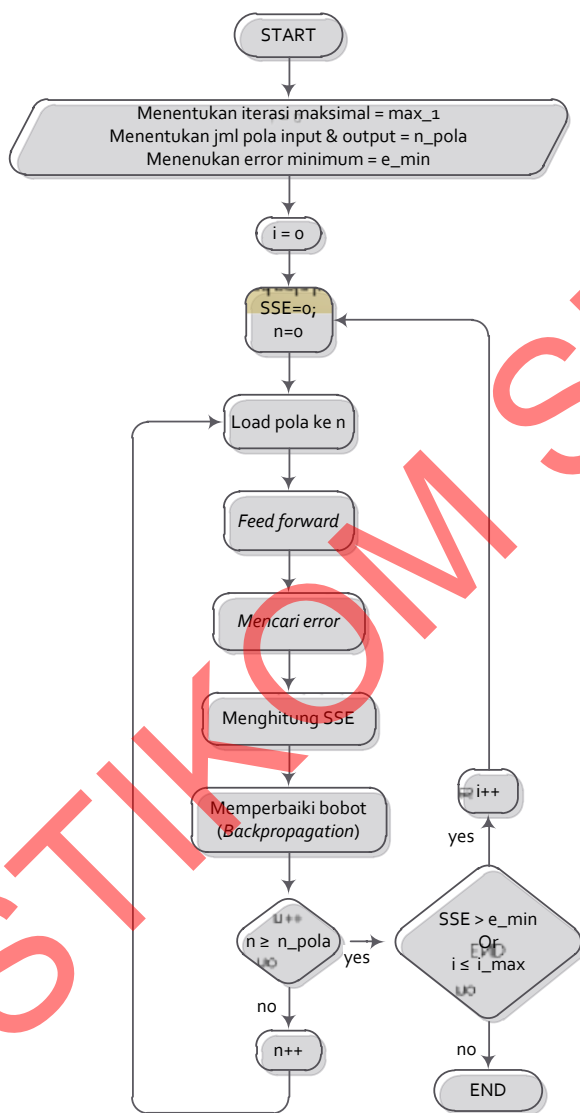 START
Menentukan iterasi maksimal = max_1
Menentukan jml pola input & output = n_pola
Menenukan error minimum = e_min
i = 0
SSE=0;
n=0
Load pola ke n
Feed forward
Mencari error
Menghitung SSE
Memperbaiki bobot
(Backpropagation)
n ≥ n_pola
yes
no
n++
SSE > e_min
Or
i ≤ i_max
yes
i++
no
END
STIKOM S